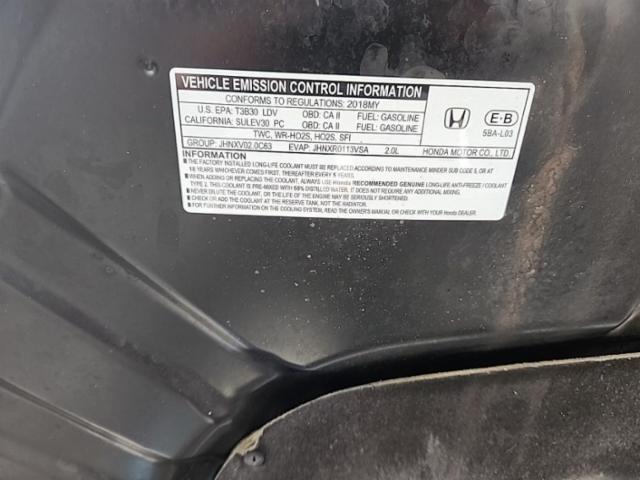 VEHICLE EMISSION CONTROL INFORMATION
CONFORMS TO REGULATIONS: 2018MY
U.S. EPA: T3B30 LDV OBD: CA II FUEL: GASOLINE
CALIFORNIA: SULEV30 PC OBD: CA II FUEL: GASOLINE
TWC, WR-HO2S, HO2S, SFI
GROUP: JHNXV02.0C63 EVAP: JHNXR0113VSA 2.0L HONDA MOTOR CO., LTD.
E-B
5BA-L03
INFORMATION
THE FACTORY INSTALLED LONG-LIFE COOLANT MUST BE REPLACED ACCORDING TO MAINTENANCE MINDER SUB CODE 5, OR AT
10 YEARS WHICHEVER COMES FIRST, THEREAFTER EVERY 5 YEARS.
WHEN ADDING OR REPLACING THE COOLANT, ALWAYS USE Honda RECOMMENDED GENUINE LONG-LIFE ANTI-FREEZE / COOLANT
TYPE 2. THIS COOLANT IS PRE-MIXED WITH 50% DISTILLED WATER. IT DOES NOT REQUIRE ANY ADDITIONAL MIXING.
NEVER DILUTE THE COOLANT, OR THE LIFE OF THE ENGINE MAY BE SERIOUSLY SHORTENED.
CHECK OR ADD THE COOLANT AT THE RESERVE TANK, NOT RADIATOR.
FOR FURTHER INFORMATION ON THE COOLING SYSTEM, READ THE OWNER'S MANUAL OR CHECK WITH YOUR Honda DEALER.